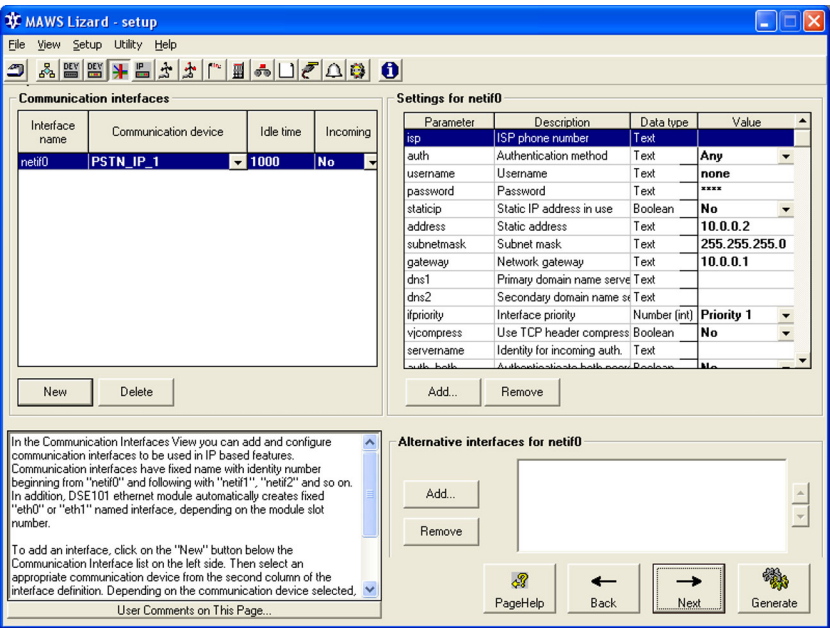 MAWS Lizard - setup
File View Setup Utility Help
Communication interfaces
Interface name Communication device Idle time Incoming
netif0 PSTN_IP_1 1000 No
New Delete
Settings for netif0
Parameter Description Data type Value
isp ISP phone number Text
auth Authentication method Text Any
username Username Text none
password Password Text ****
staticip Static IP address in use Boolean No
address Static address Text 10.0.0.2
subnetmask Subnet mask Text 255.255.255.0
gateway Network gateway Text 10.0.0.1
dns1 Primary domain name serve Text
dns2 Secondary domain name se Text
ifpriority Interface priority Number (int) Priority 1
vjcompress Use TCP header compress Boolean No
servername Identity for incoming auth. Text
Add... Remove
In the Communication Interfaces View you can add and configure
communication interfaces to be used in IP based features.
Communication interfaces have fixed name with identity number
beginning from "netif0" and following with "netif1", "netif2" and so on.
In addition, DSE101 ethernet module automatically creates fixed
"eth0" or "eth1" named interface, depending on the module slot
number.
To add an interface, click on the "New" button below the
Communication Interface list on the left side. Then select an
appropriate communication device from the second column of the
interface definition. Depending on the communication device selected,
User Comments on This Page...
Alternative interfaces for netif0
Add...
Remove
PageHelp Back Next Generate